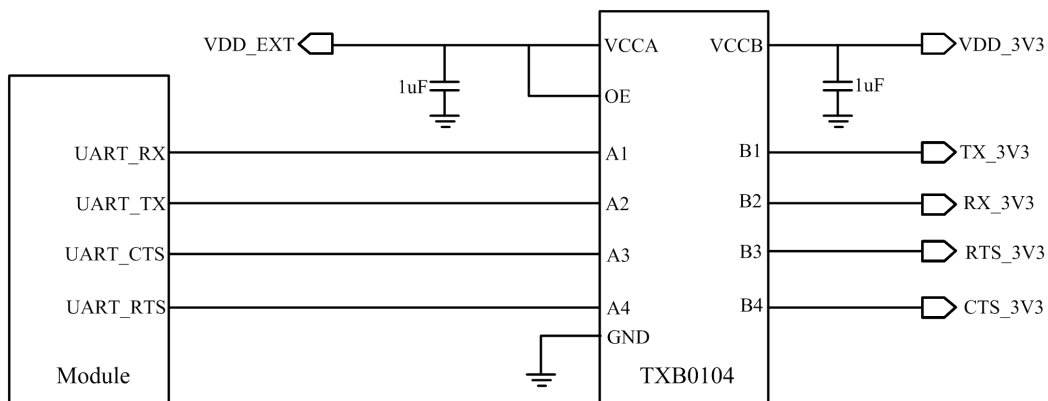 VDD_EXT VCCA VCCB VDD_3V3
1uF 1uF
OE
UART_RX A1 B1 TX_3V3
UART_TX A2 B2 RX_3V3
UART_CTS A3 B3 RTS_3V3
UART_RTS A4 B4 CTS_3V3
GND
Module TXB0104